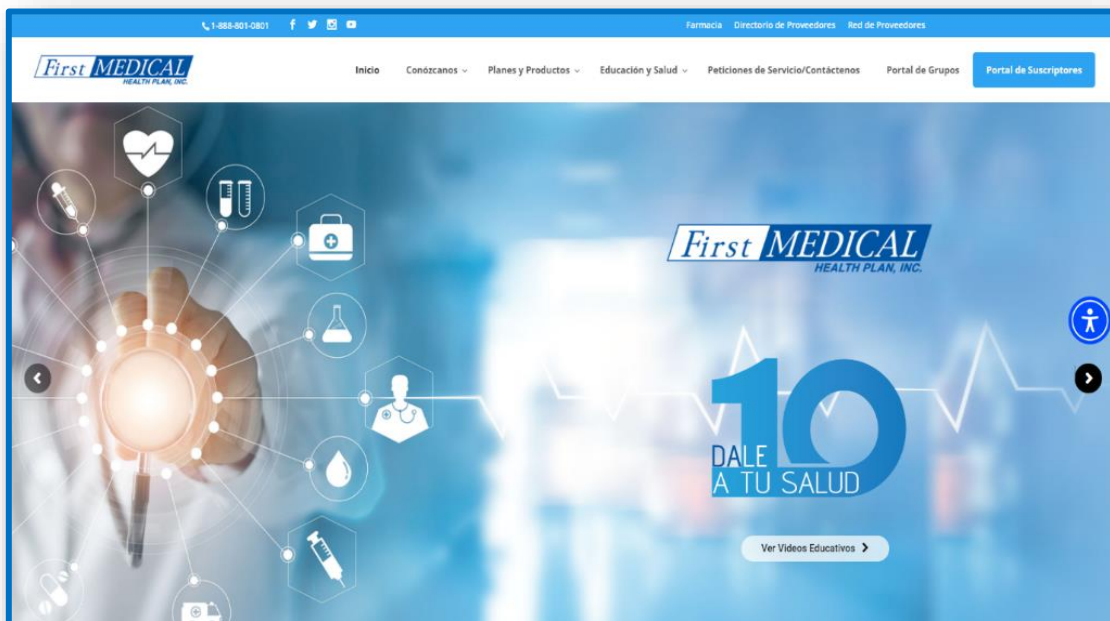 1-888-801-0801
Farmacia Directorio de Proveedores Red de Proveedores
First MEDICAL
HEALTH PLAN, INC.
Inicio Conózcanos Planes y Productos Educación y Salud Peticiones de Servicio/Contáctenos Portal de Grupos Portal de Suscriptores
First MEDICAL
HEALTH PLAN, INC.
10
DALE
A TU SALUD
Ver Videos Educativos